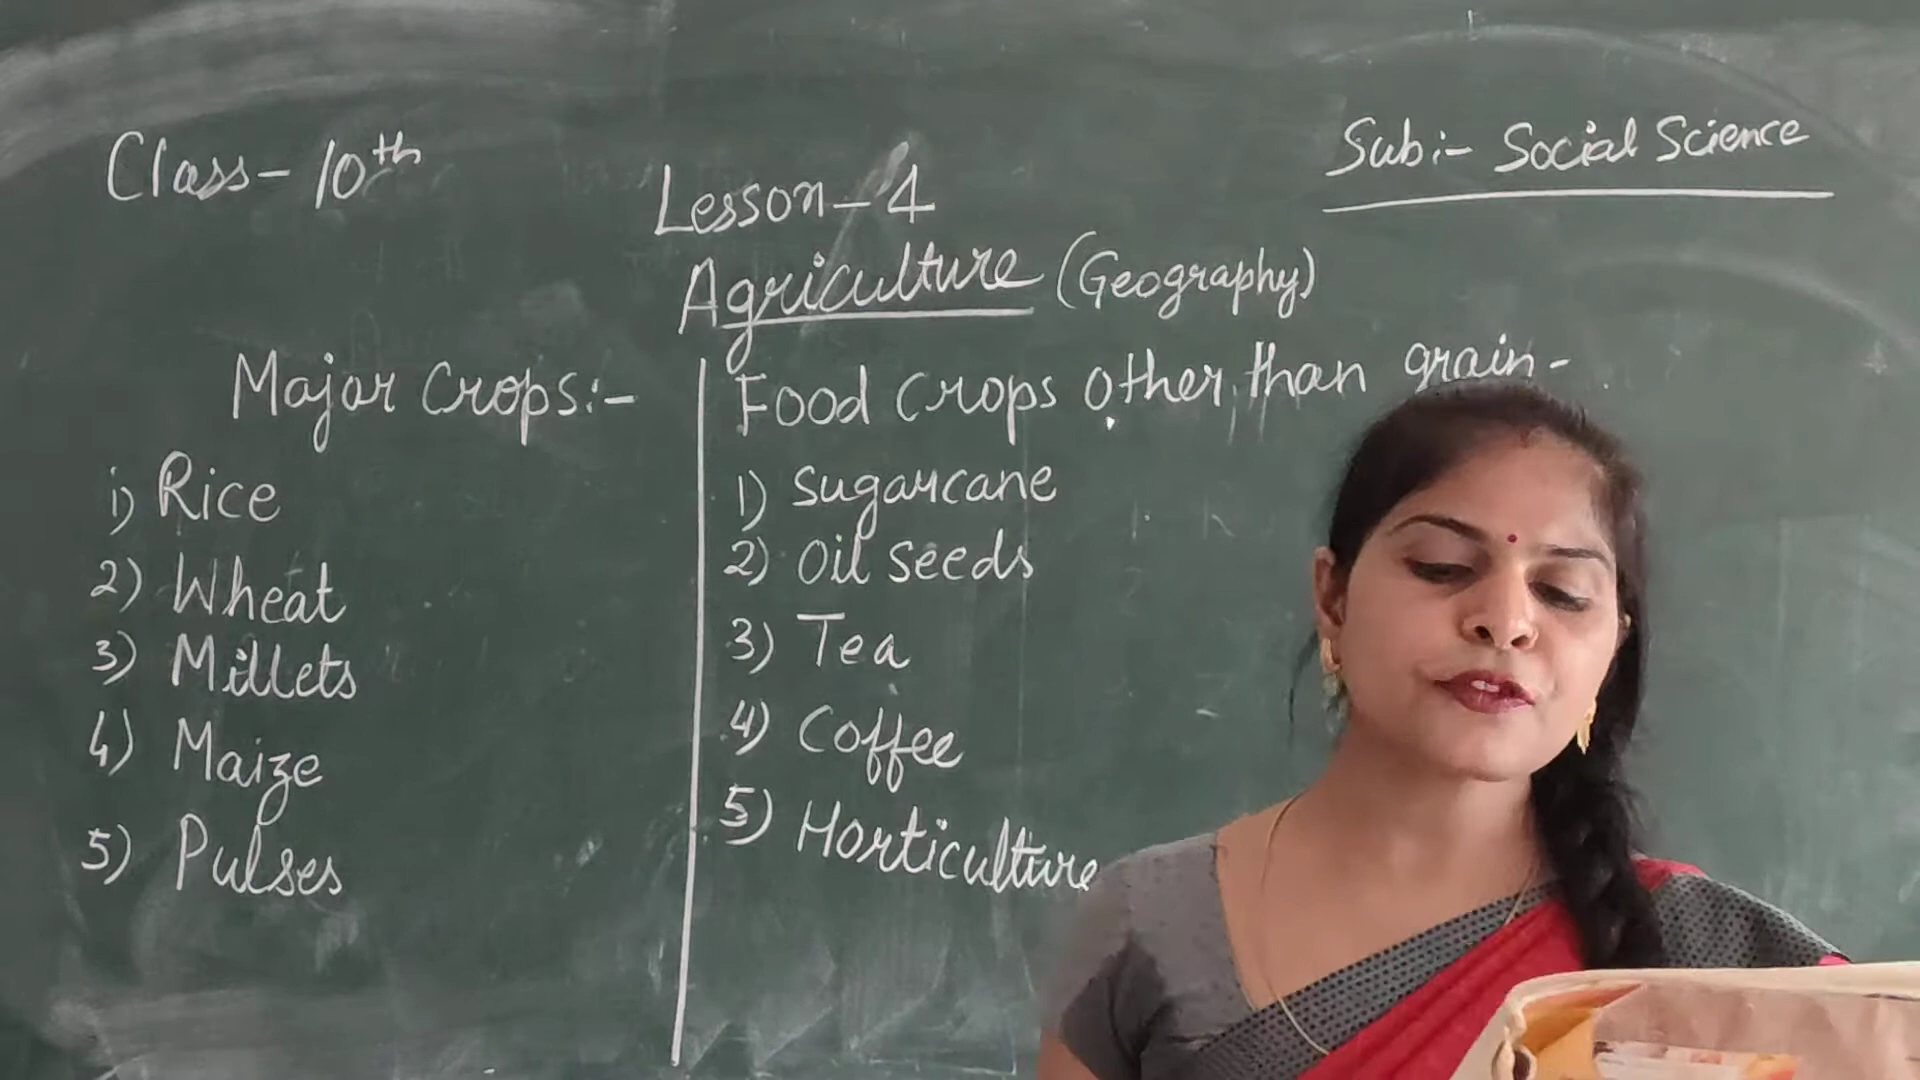 Class- 10th
Sub:- Social Science
Lesson-4
Agriculture (Geography)
Major Crops:-
i) Rice
2) Wheat
3) Millets
4) Maize
5) Pulses
Food Crops other than grain-
1) Sugarcane
2) Oil seeds
3) Tea
4) Coffee
5) Horticulture